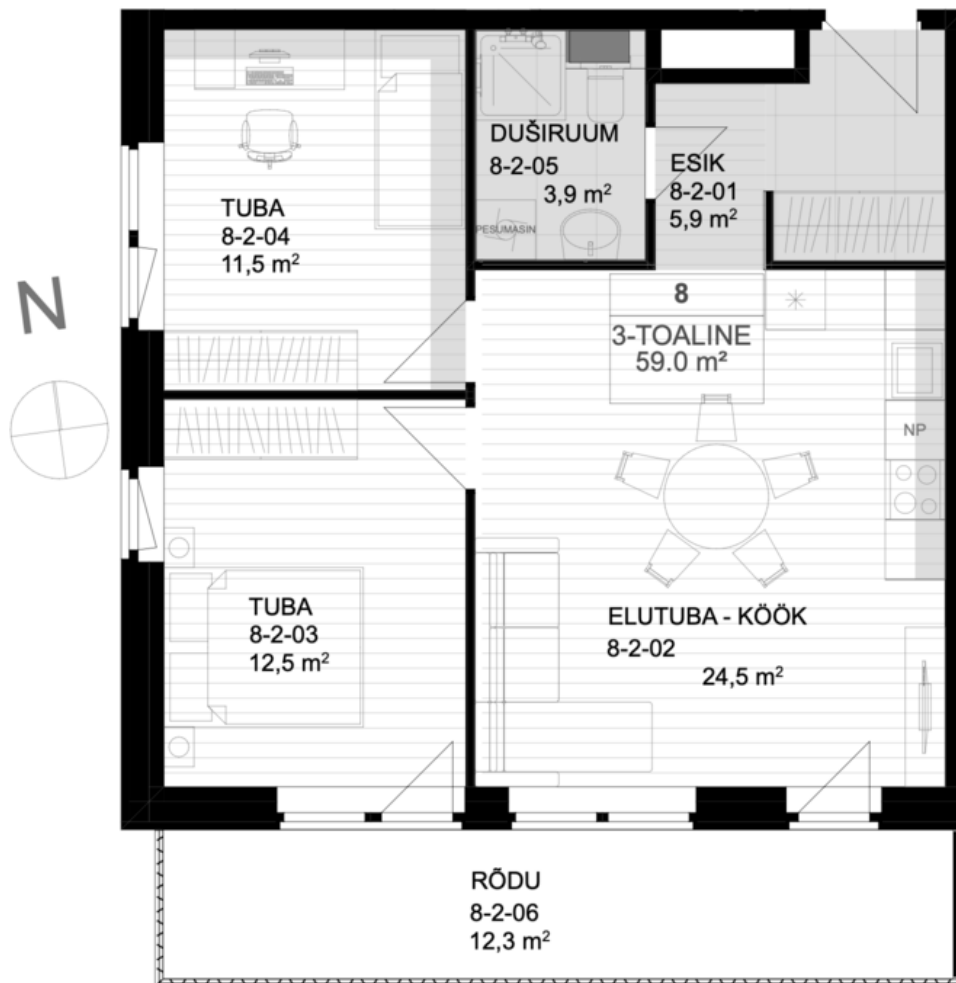 DUŠIRUUM
8-2-05
3,9 m²
ESIK
8-2-01
5,9 m²
TUBA
8-2-04
11,5 m²
PESUMASIN
N
8
3-TOALINE
59.0 m²
NP
TUBA
8-2-03
12,5 m²
ELUTUBA - KÖÖK
8-2-02
24,5 m²
RÕDU
8-2-06
12,3 m²